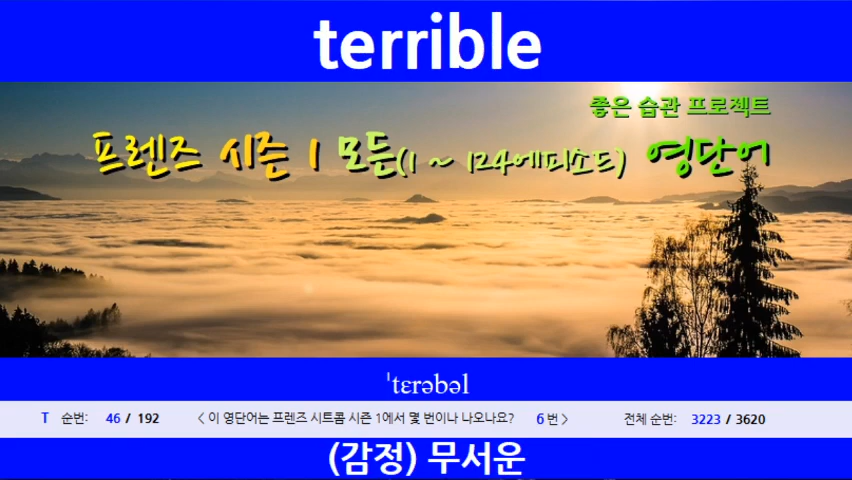 terrible
좋은 습관 프로젝트
프렌즈 시즌 1 모든(1 ~ 124에피소드) 영단어
ˈtɛrəbəl
T 순번: 46 / 192 < 이 영단어는 프렌즈 시트콤 시즌 1에서 몇 번이나 나오나요? 6 번 > 전체 순번: 3223 / 3620
(감정) 무서운